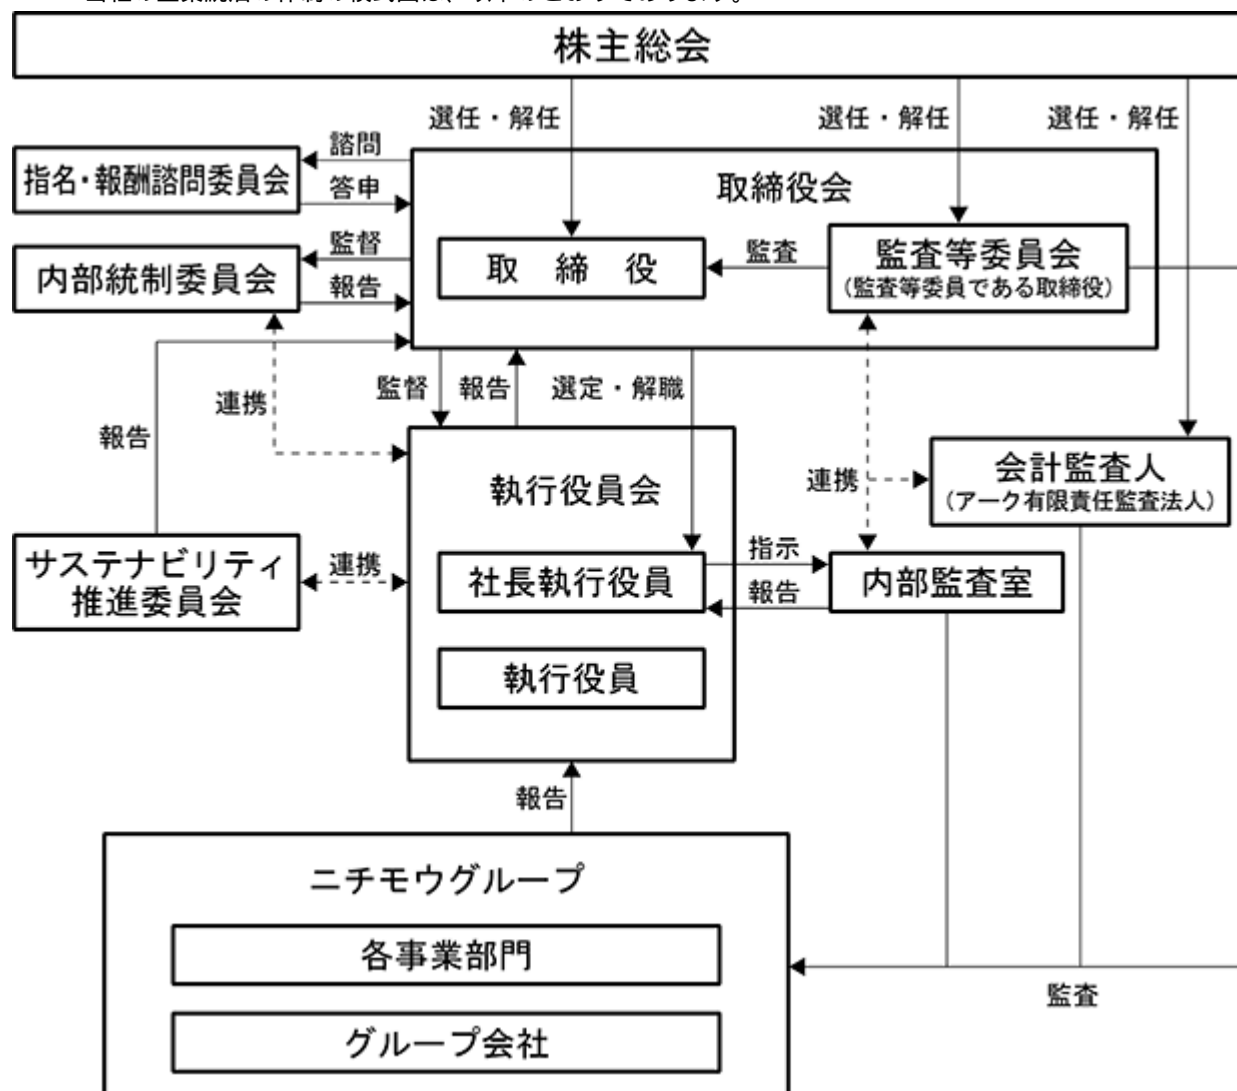 株主総会
選任・解任
選任・解任
選任・解任
諮問
指名・報酬諮問委員会
答申
取締役会
監督
内部統制委員会
報告
取 締 役
監査
監査等委員会
(監査等委員である取締役)
監督
報告
選定・解職
連携
報告
執行役員会
連携
会計監査人
(アーク有限責任監査法人)
サステナビリティ
推進委員会
連携
社長執行役員
指示
報告
内部監査室
執行役員
報告
ニチモウグループ
各事業部門
監査
グループ会社